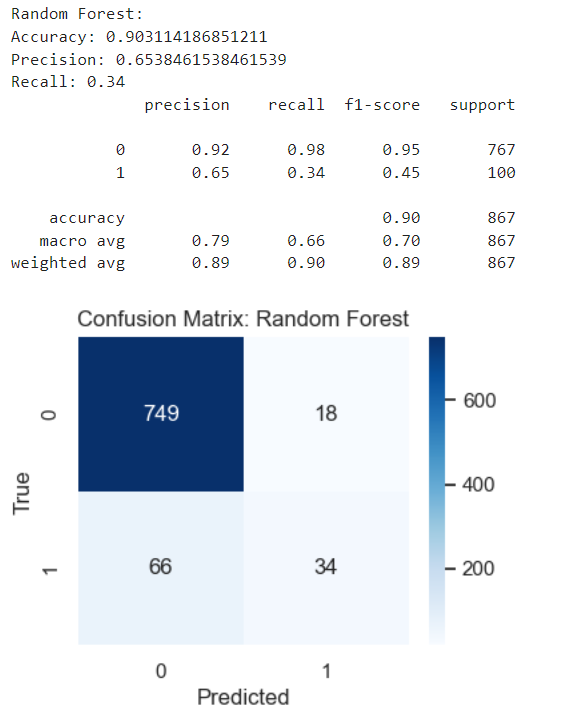 Random Forest:
Accuracy: 0.903114186851211
Precision: 0.6538461538461539
Recall: 0.34
precision recall f1-score support
0 0.92 0.98 0.95 767
1 0.65 0.34 0.45 100
accuracy 0.90 867
macro avg 0.79 0.66 0.70 867
weighted avg 0.89 0.90 0.89 867
Confusion Matrix: Random Forest
0 749 18
1 66 34
True
0 1
Predicted
600
400
200